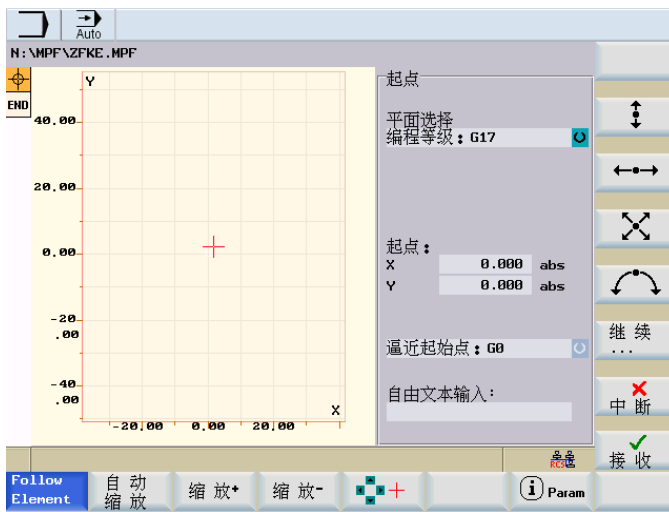 Auto
N:\MPF\ZFKE.MPF
END
Y
40.00
20.00
0.00
-20
.00
-40
.00
X
-20.00 0.00 20.00
起点
平面选择
编程等级：G17
起点：
X 0.000 abs
Y 0.000 abs
逼近起始点：G0
自由文本输入：
继 续
...
中 断
接 收
RCS
Follow
Element
自 动
缩 放
缩 放+
缩 放-
i Param